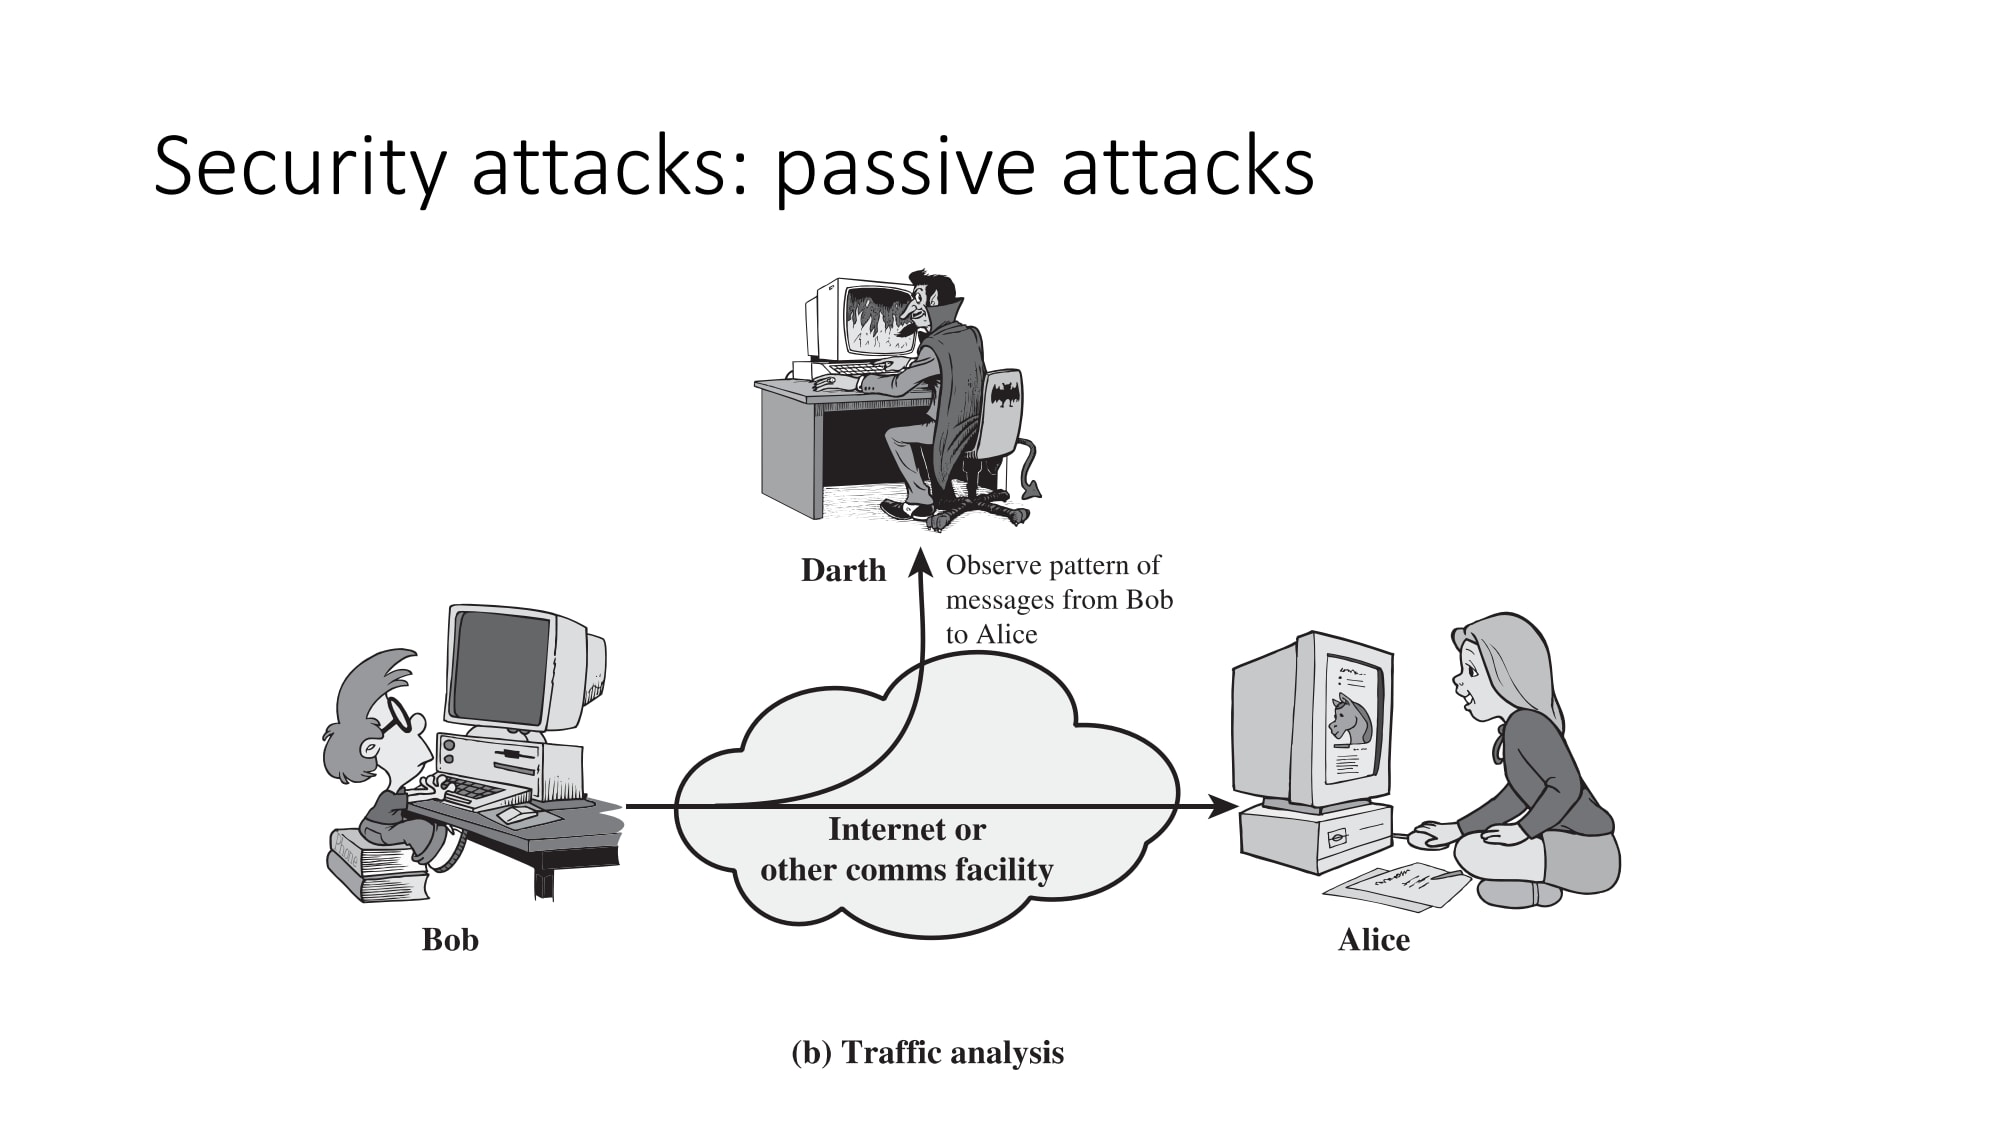 Security attacks: passive attacks
Darth
Observe pattern of
messages from Bob
to Alice
Internet or
other comms facility
Bob
Alice
(b) Traffic analysis
Phone